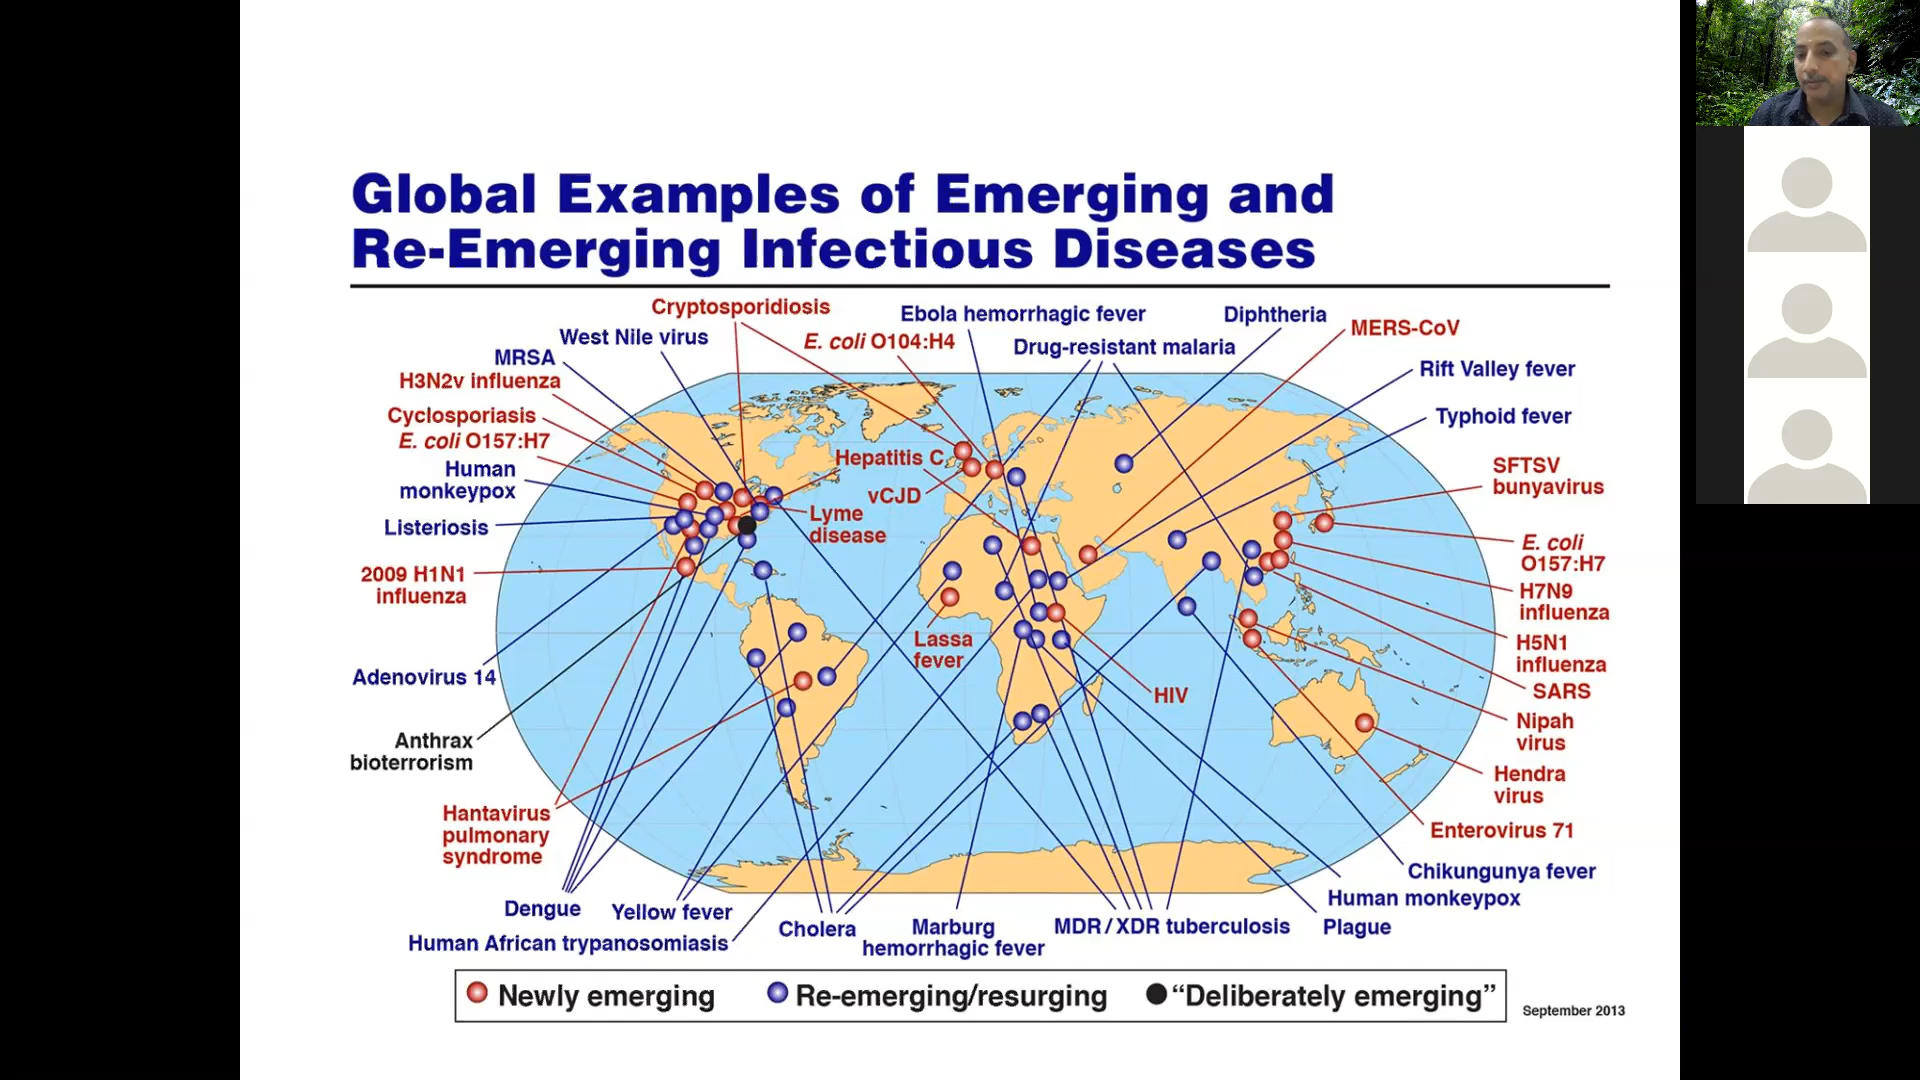 Global Examples of Emerging and
Re-Emerging Infectious Diseases
Cryptosporidiosis
Ebola hemorrhagic fever
Diphtheria
MERS-CoV
West Nile virus
E. coli O104:H4
Drug-resistant malaria
MRSA
Rift Valley fever
H3N2v influenza
Cyclosporiasis
Typhoid fever
E. coli O157:H7
Hepatitis C
Human
monkeypox
SFTSV
bunyavirus
vCJD
Listeriosis
Lyme
disease
E. coli
O157:H7
2009 H1N1
influenza
H7N9
influenza
Lassa
fever
H5N1
influenza
Adenovirus 14
HIV
SARS
Nipah
virus
Anthrax
bioterrorism
Hendra
virus
Hantavirus
pulmonary
syndrome
Enterovirus 71
Chikungunya fever
Human monkeypox
Dengue
Yellow fever
Cholera
Marburg
hemorrhagic fever
MDR/XDR tuberculosis
Plague
Human African trypanosomiasis
Newly emerging
Re-emerging/resurging
“Deliberately emerging”
September 2013